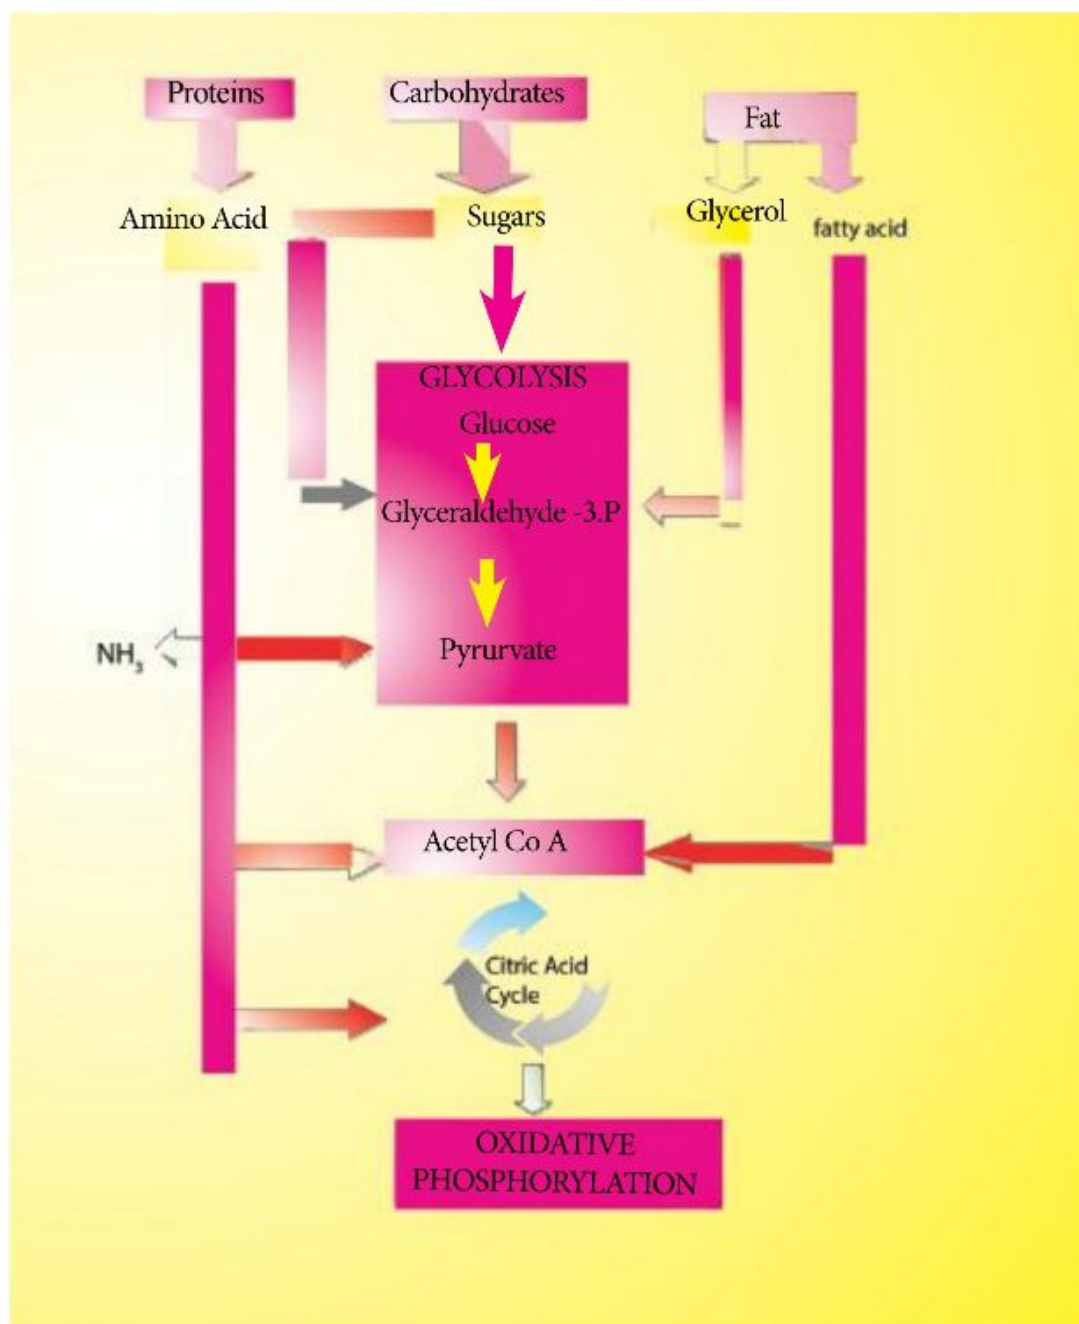 Proteins
Carbohydrates
Fat
Amino Acid
Sugars
Glycerol
fatty acid
GLYCOLYSIS
Glucose
Glyceraldehyde -3.P
Pyrurvate
NH₃
Acetyl Co A
Citric Acid
Cycle
OXIDATIVE
PHOSPHORYLATION